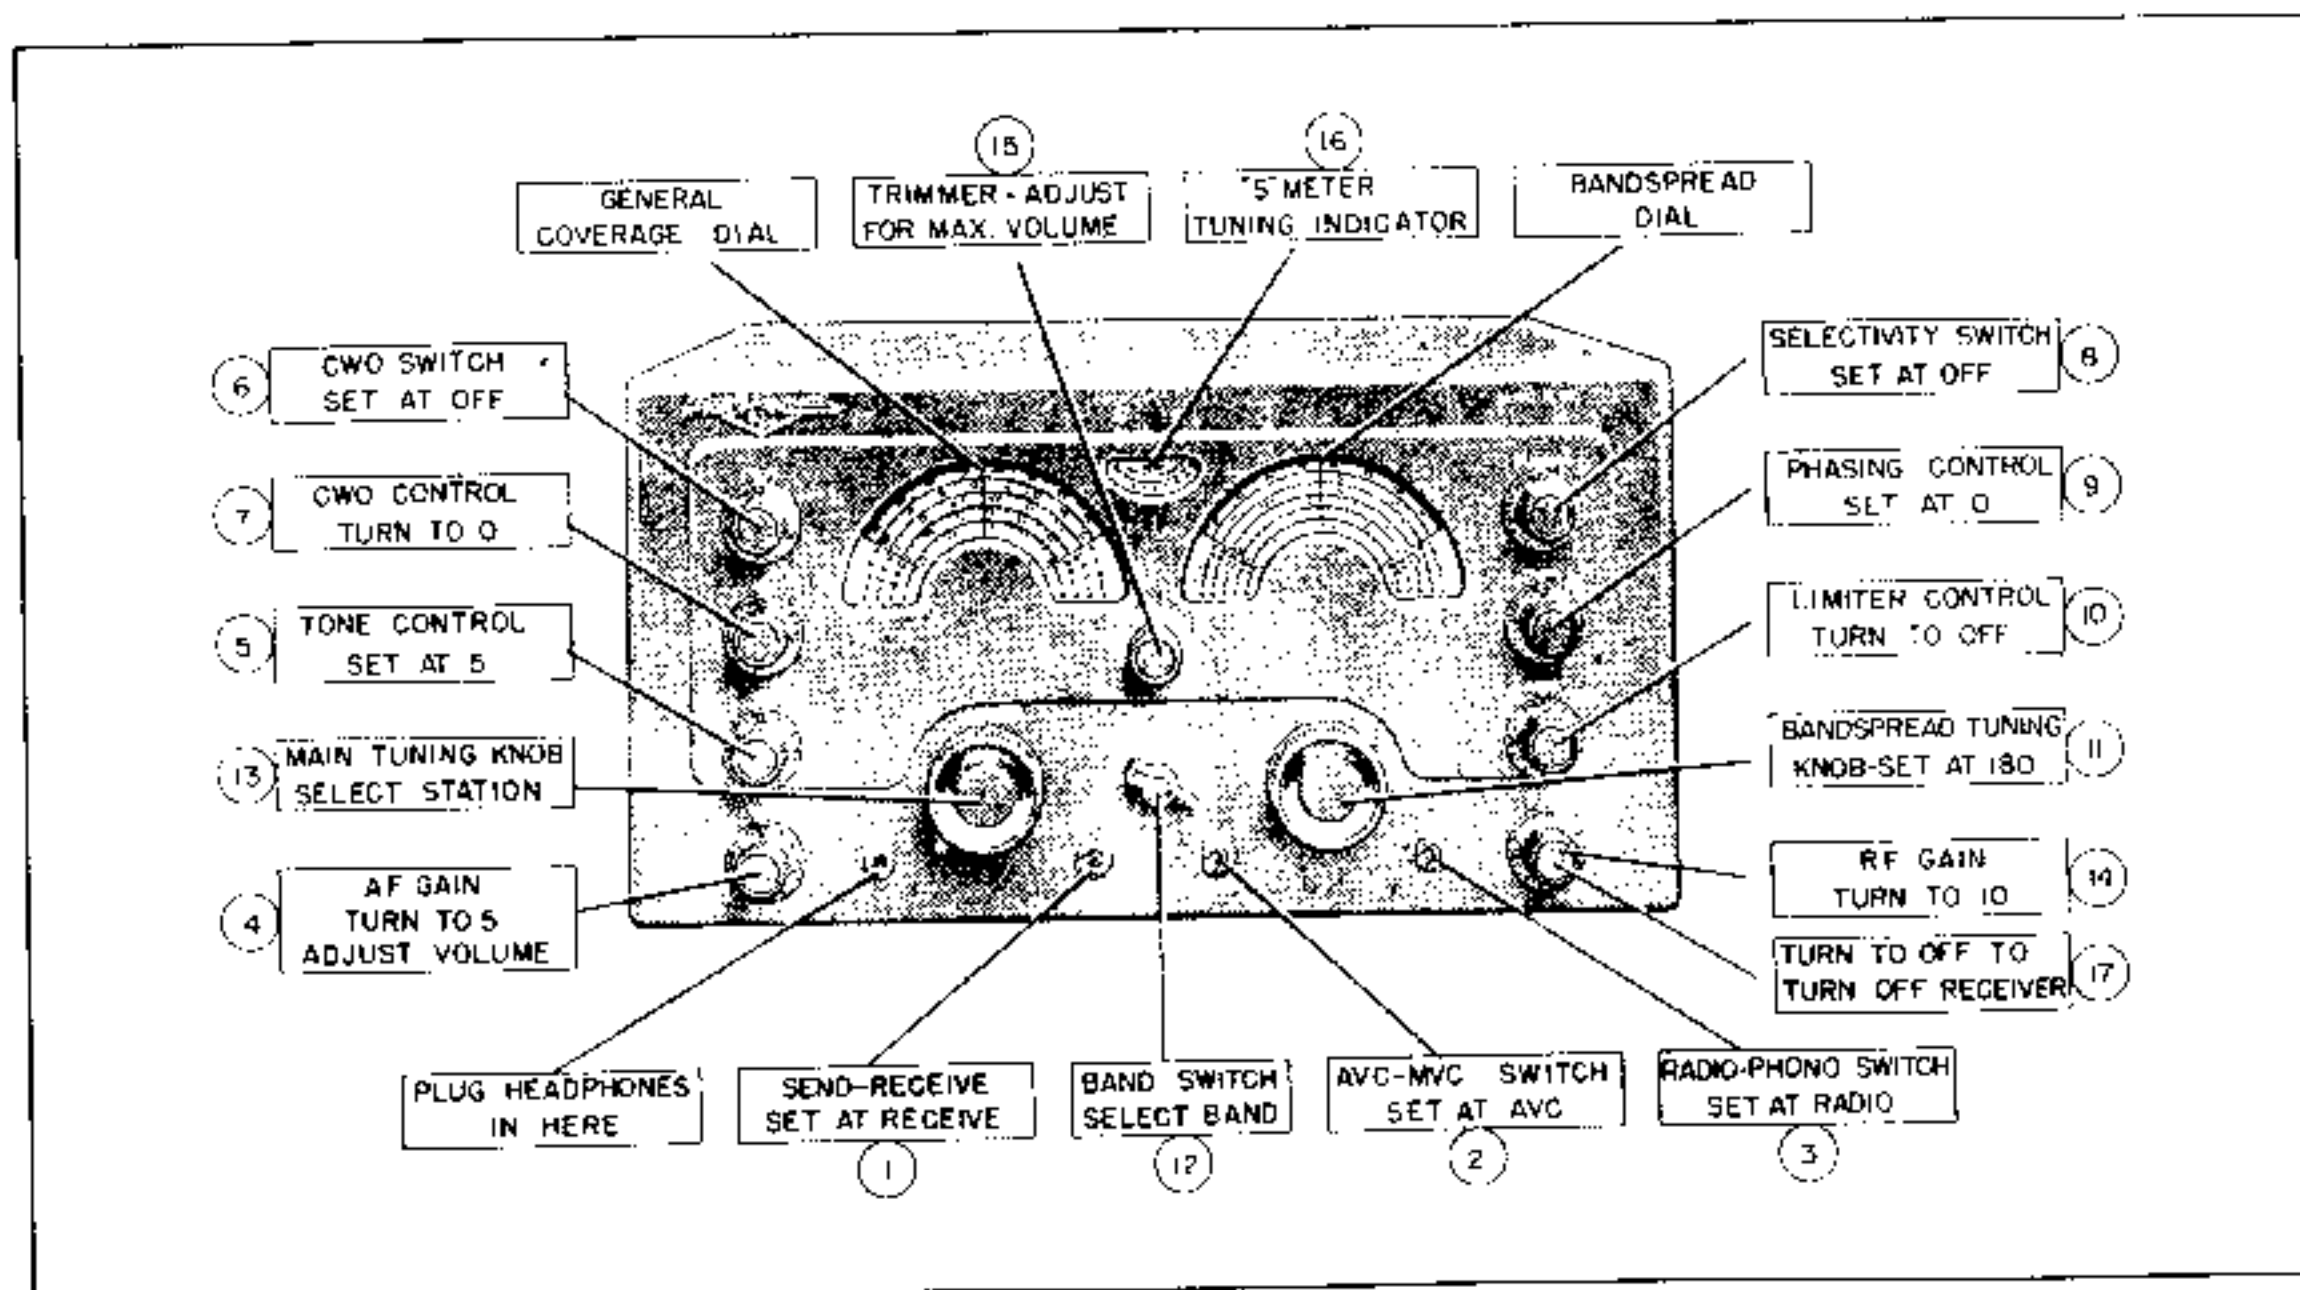 15
16
GENERAL
COVERAGE DIAL
TRIMMER - ADJUST
FOR MAX. VOLUME
"S" METER
TUNING INDICATOR
BANDSPREAD
DIAL
6
CWO SWITCH
SET AT OFF
SELECTIVITY SWITCH
SET AT OFF
8
7
CWO CONTROL
TURN TO 0
PHASING CONTROL
SET AT 0
9
5
TONE CONTROL
SET AT 5
LIMITER CONTROL
TURN TO OFF
10
13
MAIN TUNING KNOB
SELECT STATION
BANDSPREAD TUNING
KNOB-SET AT 180
11
4
AF GAIN
TURN TO 5
ADJUST VOLUME
RF GAIN
TURN TO 10
14
TURN TO OFF TO
TURN OFF RECEIVER
17
PLUG HEADPHONES
IN HERE
SEND-RECEIVE
SET AT RECEIVE
1
BAND SWITCH
SELECT BAND
12
AVC-MVC SWITCH
SET AT AVC
2
RADIO-PHONO SWITCH
SET AT RADIO
3